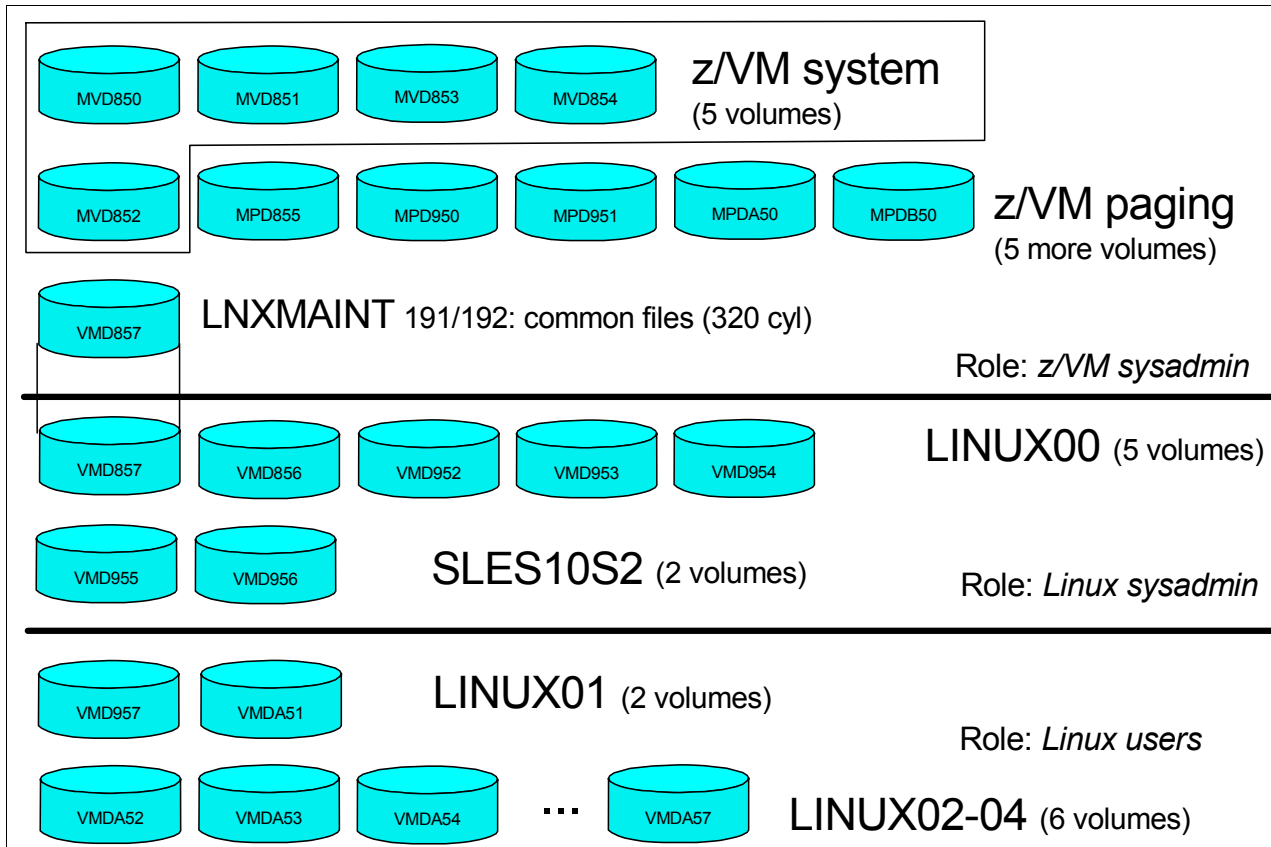 MVD850 MVD851 MVD853 MVD854 z/VM system
(5 volumes)
MVD852 MPD855 MPD950 MPD951 MPDA50 MPDB50 z/VM paging
(5 more volumes)
VMD857 LNXMAINT 191/192: common files (320 cyl)
Role: z/VM sysadmin
VMD857 VMD856 VMD952 VMD953 VMD954 LINUX00 (5 volumes)
VMD955 VMD956 SLES10S2 (2 volumes)
Role: Linux sysadmin
VMD957 VMDA51 LINUX01 (2 volumes)
Role: Linux users
VMDA52 VMDA53 VMDA54 ... VMDA57 LINUX02-04 (6 volumes)